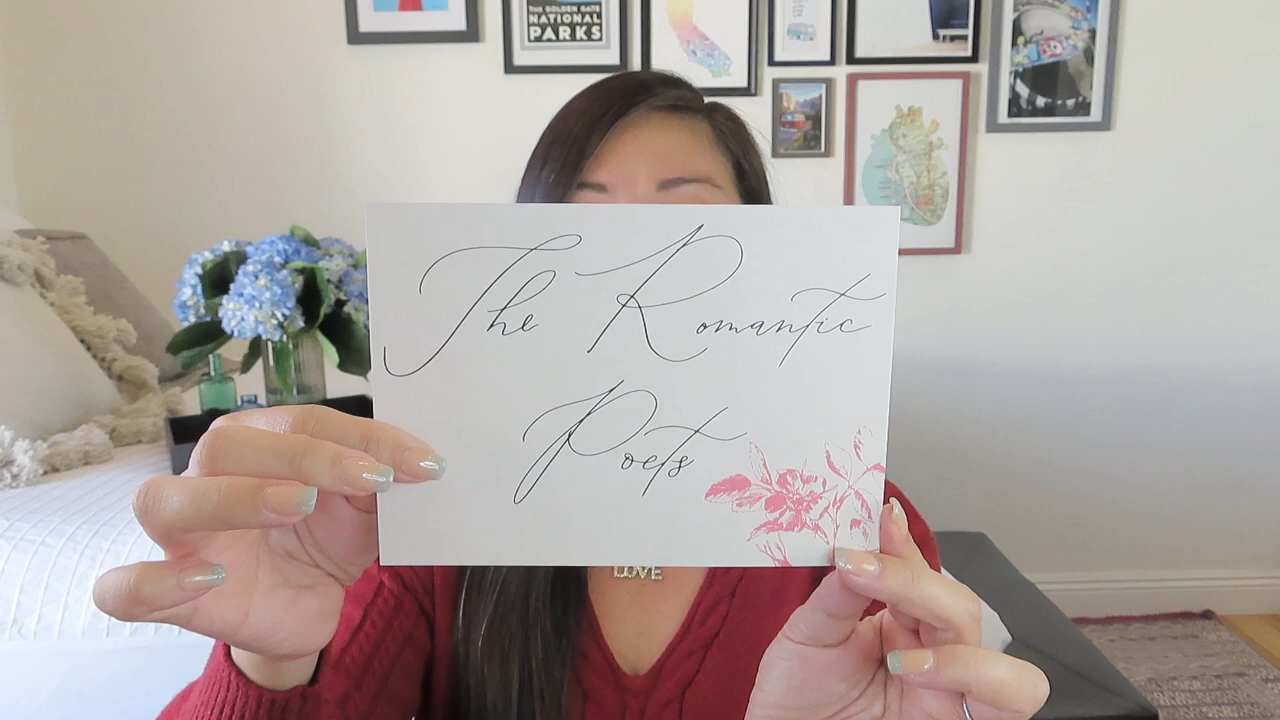 THE GOLDEN GATE
NATIONAL
PARKS
The Romantic
Poets
LOVE